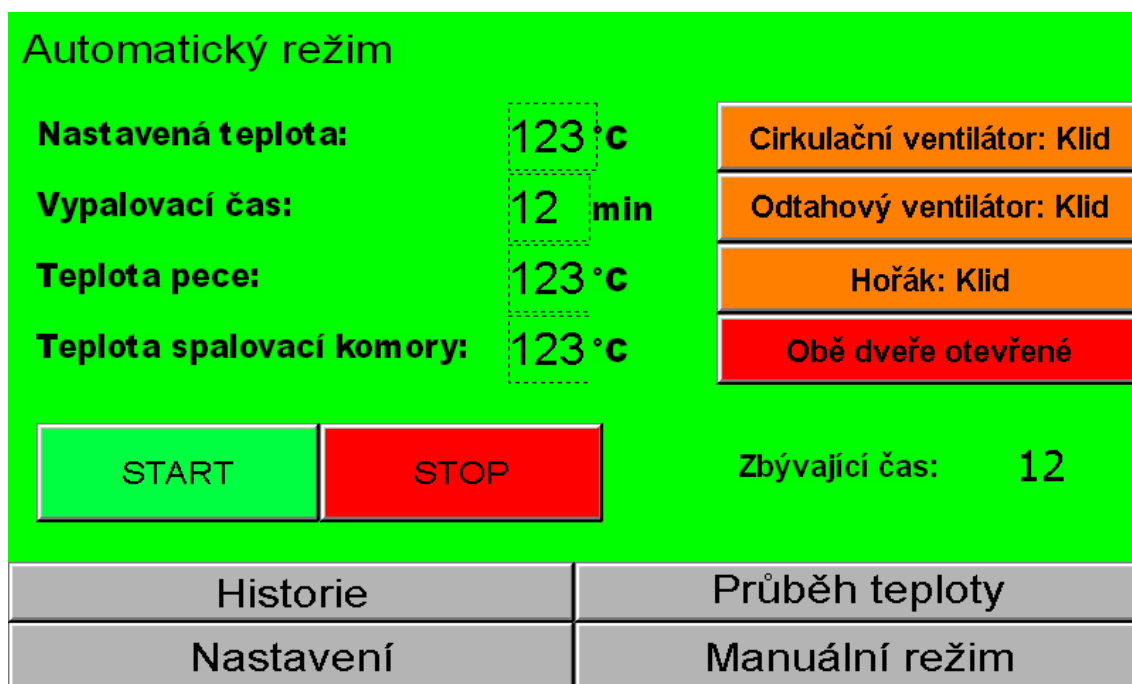 Automatický režim
Nastavená teplota: 123 °C
Cirkulační ventilátor: Klid
Vypalovací čas: 12 min
Odtahový ventilátor: Klid
Teplota pece: 123 °C
Hořák: Klid
Teplota spalovací komory: 123 °C
Obě dveře otevřené
START
STOP
Zbývající čas: 12
Historie
Průběh teploty
Nastavení
Manuální režim